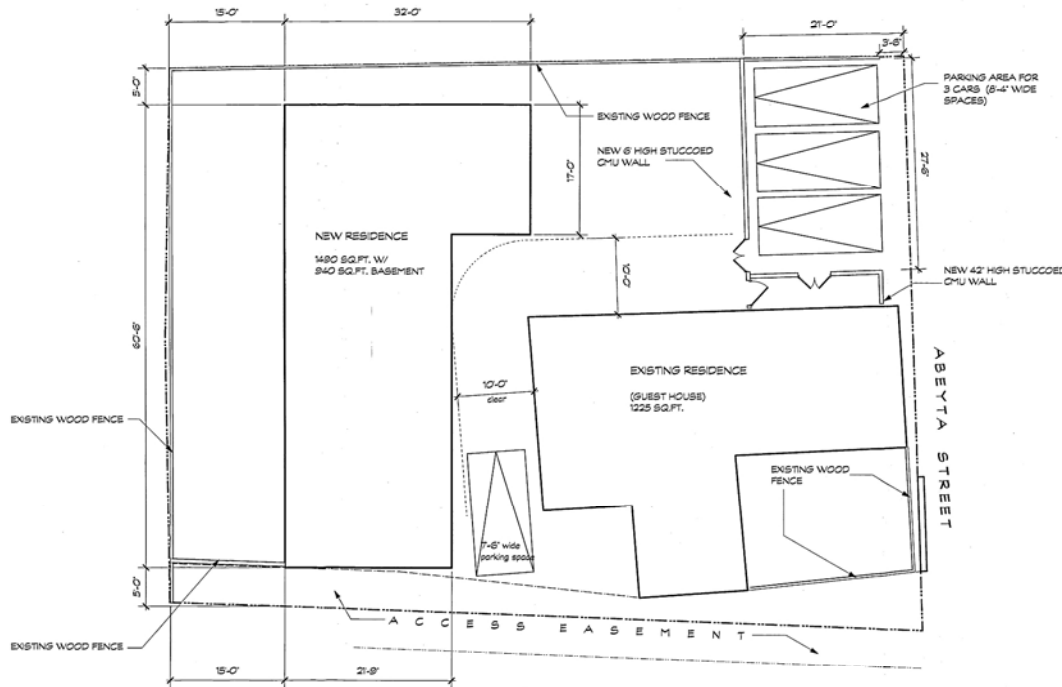 15'-0"
32'-0"
21'-0"
3'-6"
5'-0"
EXISTING WOOD FENCE
PARKING AREA FOR
3 CARS (8'-4" WIDE
SPACES)
NEW 6' HIGH STUCCOED
CMU WALL
17'-0"
27'-6"
NEW RESIDENCE
1490 SQ.FT. W/
940 SQ.FT. BASEMENT
10'-0"
NEW 42" HIGH STUCCOED
CMU WALL
60'-6"
EXISTING RESIDENCE
(GUEST HOUSE)
1225 SQ.FT.
10'-0"
clear
ABEYTA STREET
EXISTING WOOD FENCE
EXISTING WOOD
FENCE
7'-6" wide
parking space
5'-0"
ACCESS EASEMENT
EXISTING WOOD FENCE
15'-0"
21'-9"